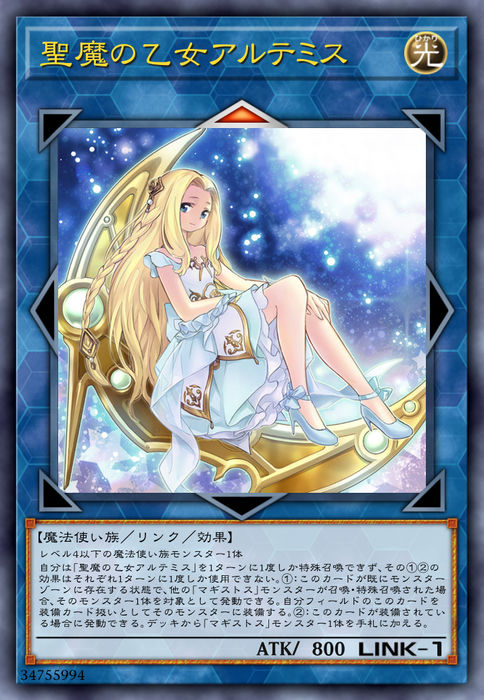 聖魔の乙女アルテミス
ひかり
光
【魔法使い族／リンク／効果】
レベル4以下の魔法使い族モンスター1体
自分は「聖魔の乙女アルテミス」を1ターンに1度しか特殊召喚できず、その①②の
効果はそれぞれ1ターンに1度しか使用できない。①：このカードが既にモンスター
ゾーンに存在する状態で、他の「マギストス」モンスターが召喚・特殊召喚された場
合、そのモンスター1体を対象として発動できる。自分フィールドのこのカードを
装備カード扱いとしてそのモンスターに装備する。②：このカードが装備されてい
る場合に発動できる。デッキから「マギストス」モンスター1体を手札に加える。
ATK/ 800 LINK-1
34755994